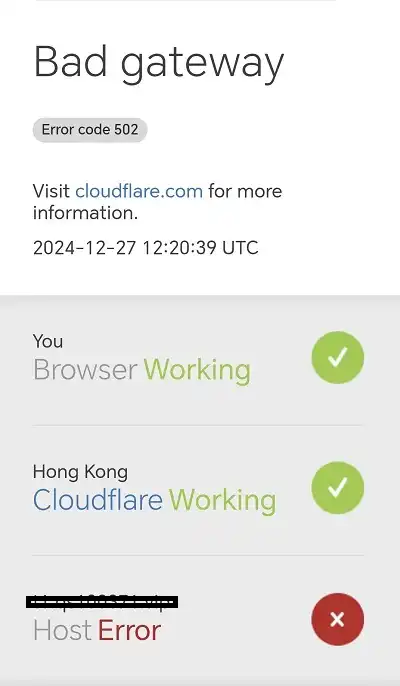 Bad gateway
Error code 502
Visit cloudflare.com for more
information.
2024-12-27 12:20:39 UTC
You
Browser Working
Hong Kong
Cloudflare Working
Host Error